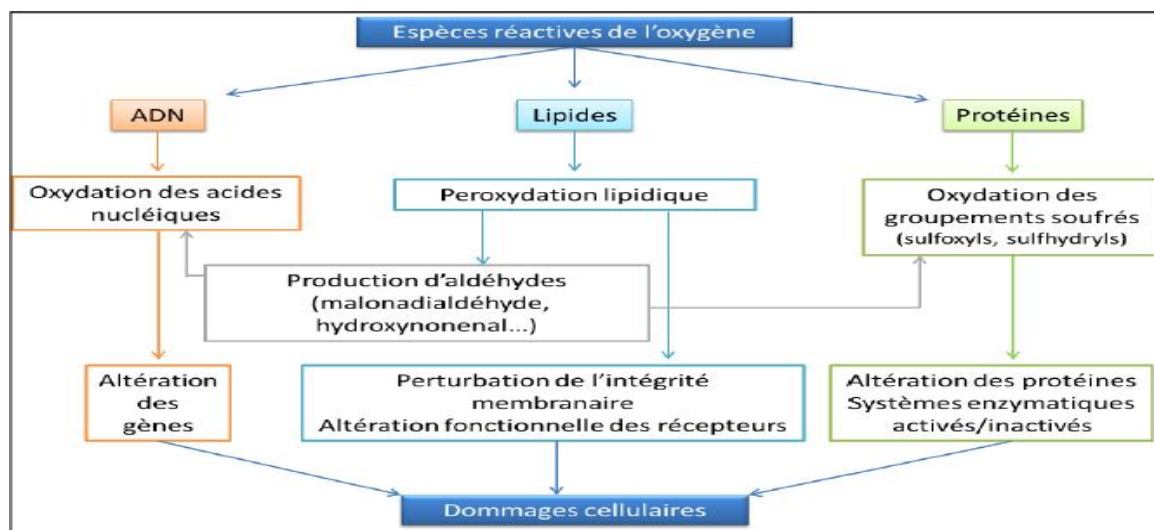 Espèces réactives de l'oxygène
ADN
Lipides
Protéines
Oxydation des acides
nucléiques
Peroxydation lipidique
Oxydation des
groupements soufrés
(sulfoxyls, sulfhydryls)
Production d'aldéhydes
(malonadialdéhyde,
hydroxynonenal...)
Altération
des
gènes
Perturbation de l'intégrité
membranaire
Altération fonctionnelle des récepteurs
Altération des protéines
Systèmes enzymatiques
activés/inactivés
Dommages cellulaires